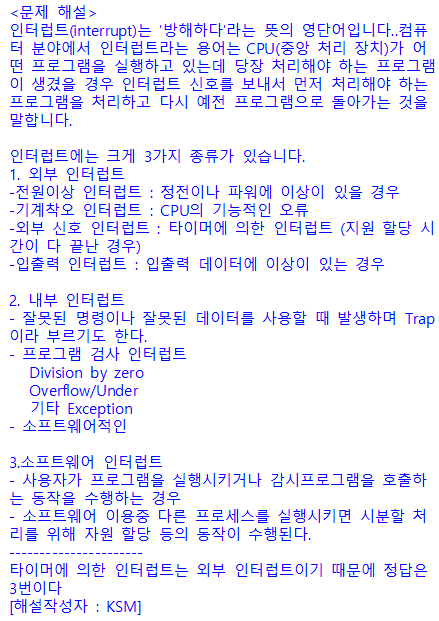 <문제 해설>
인터럽트(interrupt)는 '방해하다'라는 뜻의 영단어입니다..컴퓨
터 분야에서 인터럽트라는 용어는 CPU(중앙 처리 장치)가 어
떤 프로그램을 실행하고 있는데 당장 처리해야 하는 프로그램
이 생겼을 경우 인터럽트 신호를 보내서 먼저 처리해야 하는
프로그램을 처리하고 다시 예전 프로그램으로 돌아가는 것을
말합니다.
인터럽트에는 크게 3가지 종류가 있습니다.
1. 외부 인터럽트
-전원이상 인터럽트 : 정전이나 파워에 이상이 있을 경우
-기계착오 인터럽트 : CPU의 기능적인 오류
-외부 신호 인터럽트 : 타이머에 의한 인터럽트 (지원 할당 시
간이 다 끝난 경우)
-입출력 인터럽트 : 입출력 데이터에 이상이 있는 경우
2. 내부 인터럽트
- 잘못된 명령이나 잘못된 데이터를 사용할 때 발생하며 Trap
이라 부르기도 한다.
- 프로그램 검사 인터럽트
Division by zero
Overflow/Under
기타 Exception
- 소프트웨어적인
3.소프트웨어 인터럽트
- 사용자가 프로그램을 실행시키거나 감시프로그램을 호출하
는 동작을 수행하는 경우
- 소프트웨어 이용중 다른 프로세스를 실행시키면 시분할 처
리를 위해 자원 할당 등의 동작이 수행된다.
-----------------------
타이머에 의한 인터럽트는 외부 인터럽트이기 때문에 정답은
3번이다
[해설작성자 : KSM]